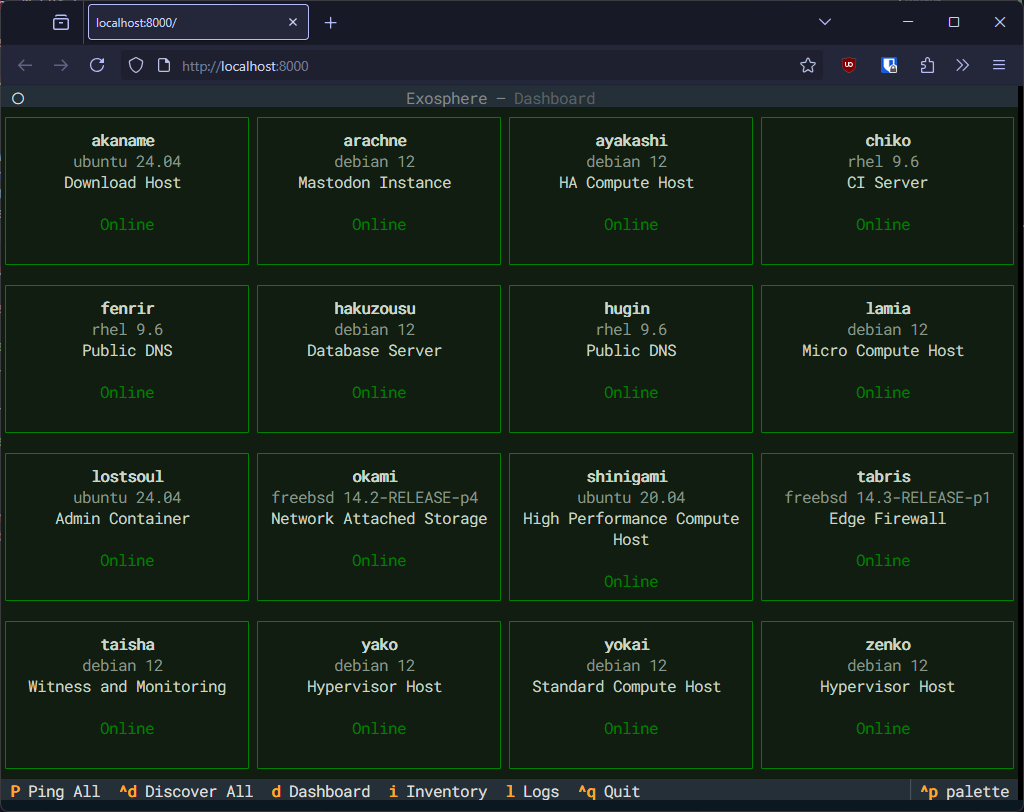 localhost:8000/
http://localhost:8000
Exosphere — Dashboard
akaname
ubuntu 24.04
Download Host
Online
arachne
debian 12
Mastodon Instance
Online
ayakashi
debian 12
HA Compute Host
Online
chiko
rhel 9.6
CI Server
Online
fenrir
rhel 9.6
Public DNS
Online
hakuzousu
debian 12
Database Server
Online
hugin
rhel 9.6
Public DNS
Online
lamia
debian 12
Micro Compute Host
Online
lostsoul
ubuntu 24.04
Admin Container
Online
okami
freebsd 14.2-RELEASE-p4
Network Attached Storage
Online
shinigami
ubuntu 20.04
High Performance Compute
Host
Online
tabris
freebsd 14.3-RELEASE-p1
Edge Firewall
Online
taisha
debian 12
Witness and Monitoring
Online
yako
debian 12
Hypervisor Host
Online
yokai
debian 12
Standard Compute Host
Online
zenko
debian 12
Hypervisor Host
Online
P Ping All ^d Discover All d Dashboard i Inventory l Logs ^q Quit ^p palette